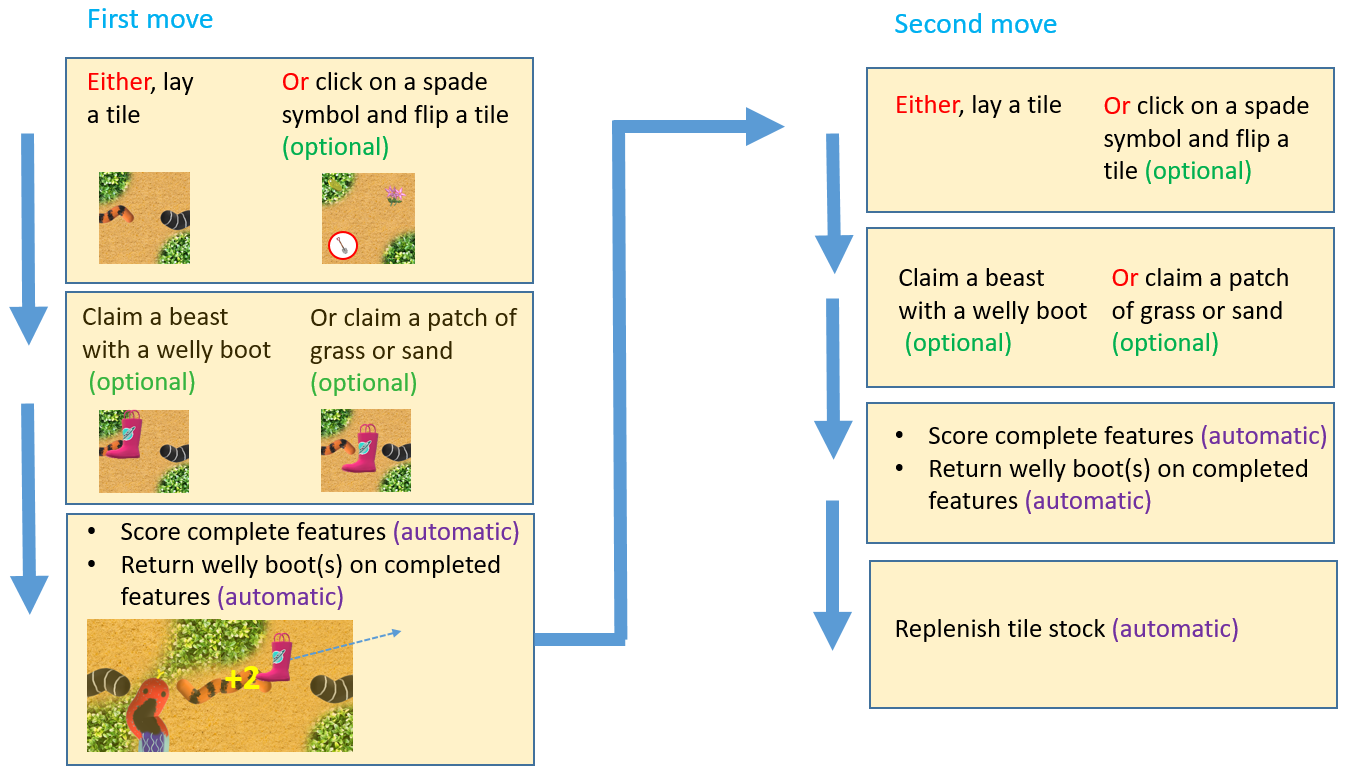 First move
Either, lay
a tile
Or click on a spade
symbol and flip a tile
(optional)
Claim a beast
with a welly boot
(optional)
Or claim a patch of
grass or sand
(optional)
• Score complete features (automatic)
• Return welly boot(s) on completed
features (automatic)
+2
Second move
Either, lay a tile
Or click on a spade
symbol and flip a
tile (optional)
Claim a beast
with a welly boot
(optional)
Or claim a patch
of grass or sand
(optional)
• Score complete features (automatic)
• Return welly boot(s) on completed
features (automatic)
Replenish tile stock (automatic)